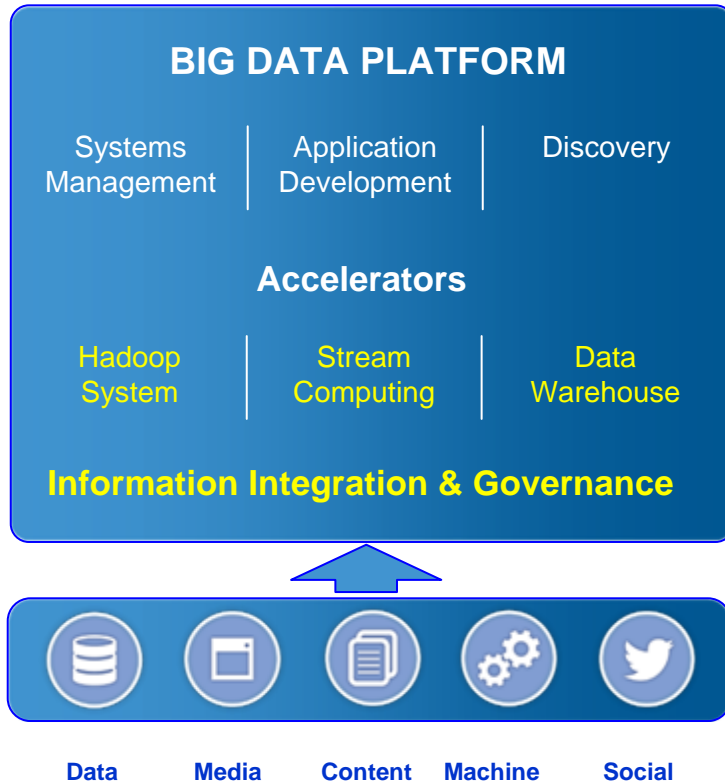 BIG DATA PLATFORM
Systems
Management
Application
Development
Discovery
Accelerators
Hadoop
System
Stream
Computing
Data
Warehouse
Information Integration & Governance
Data
Media
Content
Machine
Social